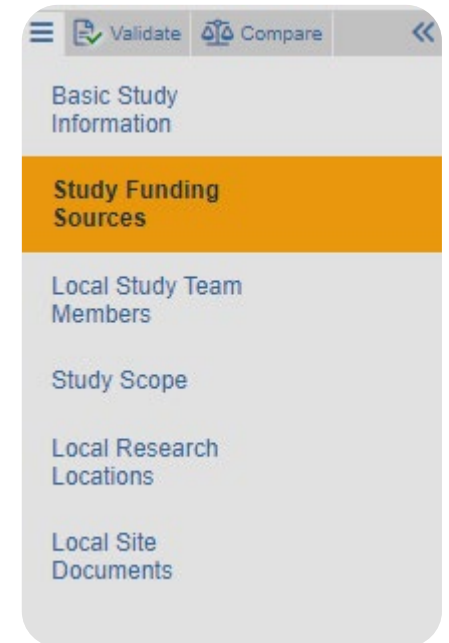 Validate Compare
Basic Study
Information
Study Funding
Sources
Local Study Team
Members
Study Scope
Local Research
Locations
Local Site
Documents